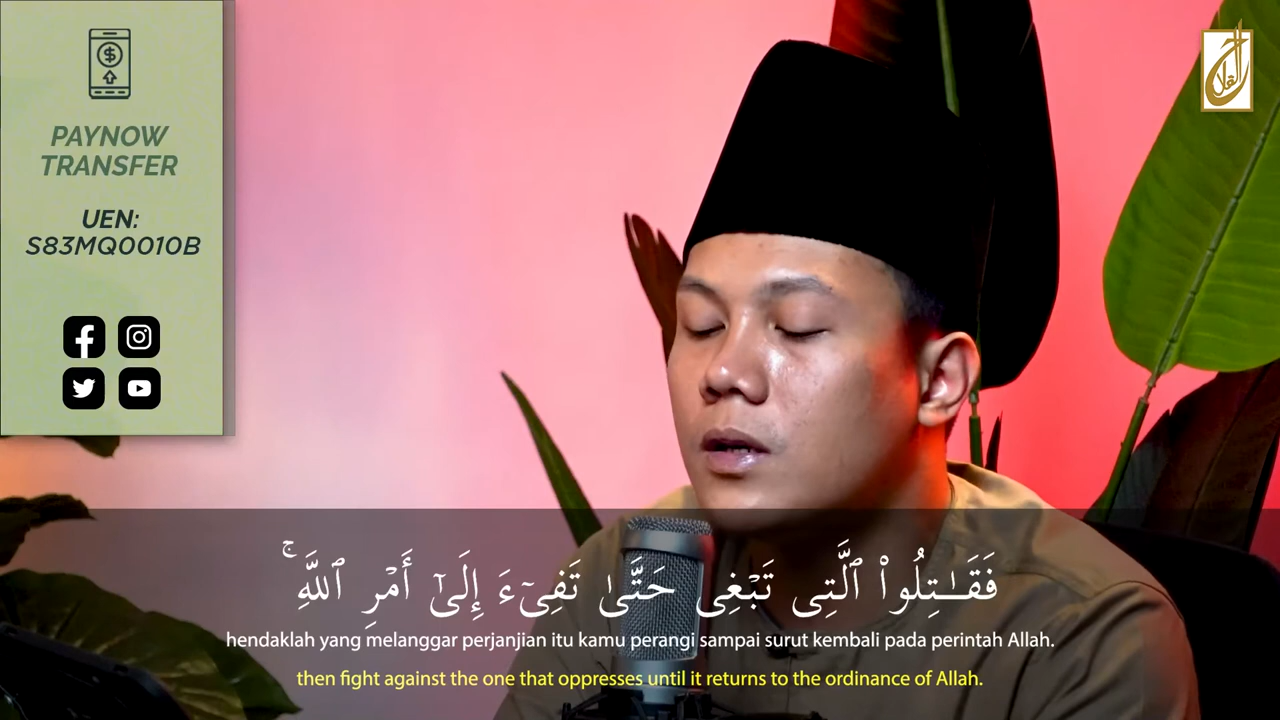 PAYNOW
TRANSFER
UEN:
S83MQ0010B
فَقَـٰتِلُوا۟ ٱلَّتِى تَبْغِى حَتَّىٰ تَفِىٓءَ إِلَىٰٓ أَمْرِ ٱللَّهِ ۚ
hendaklah yang melanggar perjanjian itu kamu perangi sampai surut kembali pada perintah Allah.
then fight against the one that oppresses until it returns to the ordinance of Allah.